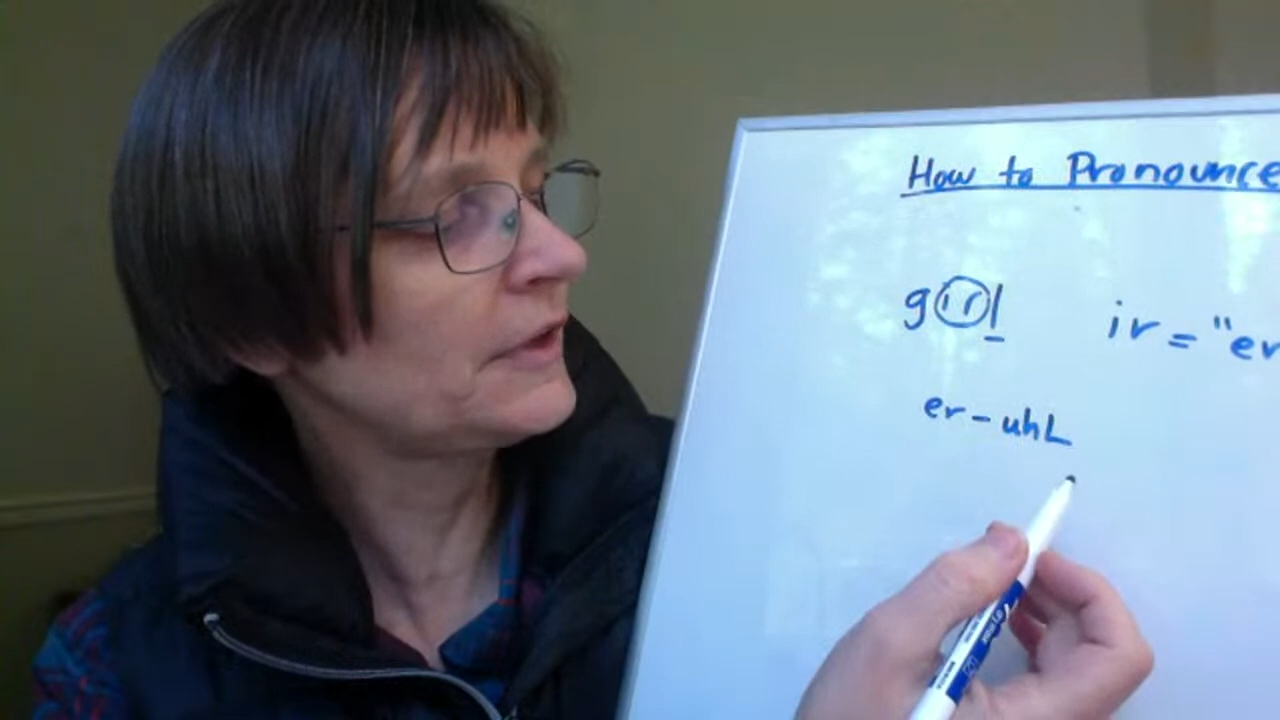 How to Pronounce
girl ir = "er
er - uhL